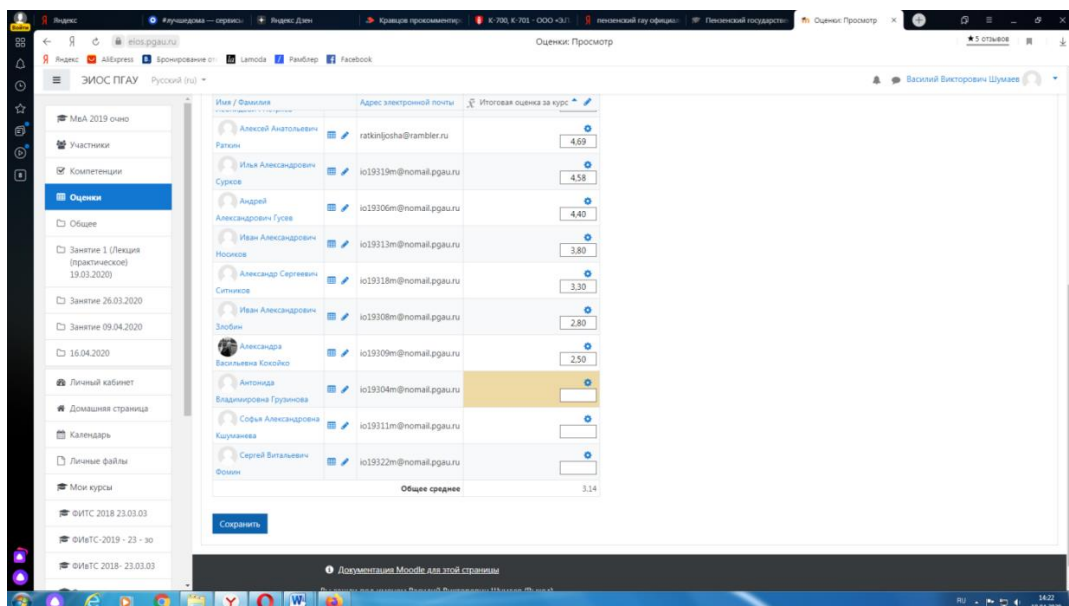 Яндекс
#лучшедома — сервисы
Яндекс Дзен
Кравцов прокомментир
К-700, К-701 - ООО «З.П
пензенский гау официал
Пензенский государстве
Оценки: Просмотр
eios.pgau.ru
Оценки: Просмотр
★5 отзывов
Яндекс
AliExpress
Бронирование от
Lamoda
Рамблер
Facebook
ЭИОС ПГАУ
Русский (ru)
Василий Викторович Шумаев
Имя / Фамилия
Адрес электронной почты
Итоговая оценка за курс
МвА 2019 очно
Участники
Компетенции
Оценки
Общее
Занятие 1 (Лекция
(практическое)
19.03.2020)
Занятие 26.03.2020
Занятие 09.04.2020
16.04.2020
Личный кабинет
Домашняя страница
Календарь
Личные файлы
Мои курсы
ФИТС 2018 23.03.03
ФИвТС-2019 - 23 - зо
ФИвТС 2018- 23.03.03
Алексей Анатольевич
Раткин
ratkinljosha@rambler.ru
4,69
Илья Александрович
Сурков
io19319m@nomail.pgau.ru
4,58
Андрей
Александрович Гусев
io19306m@nomail.pgau.ru
4,40
Иван Александрович
Носиков
io19313m@nomail.pgau.ru
3,80
Александр Сергеевич
Ситников
io19318m@nomail.pgau.ru
3,30
Иван Александрович
Злобин
io19308m@nomail.pgau.ru
2,80
Александра
Васильевна Кокойко
io19309m@nomail.pgau.ru
2,50
Антонида
Владимировна Грузинова
io19304m@nomail.pgau.ru
Софья Александровна
Кшуманева
io19311m@nomail.pgau.ru
Сергей Витальевич
Фомин
io19322m@nomail.pgau.ru
Общее среднее
3,14
Сохранить
Документация Moodle для этой страницы
RU
14:22